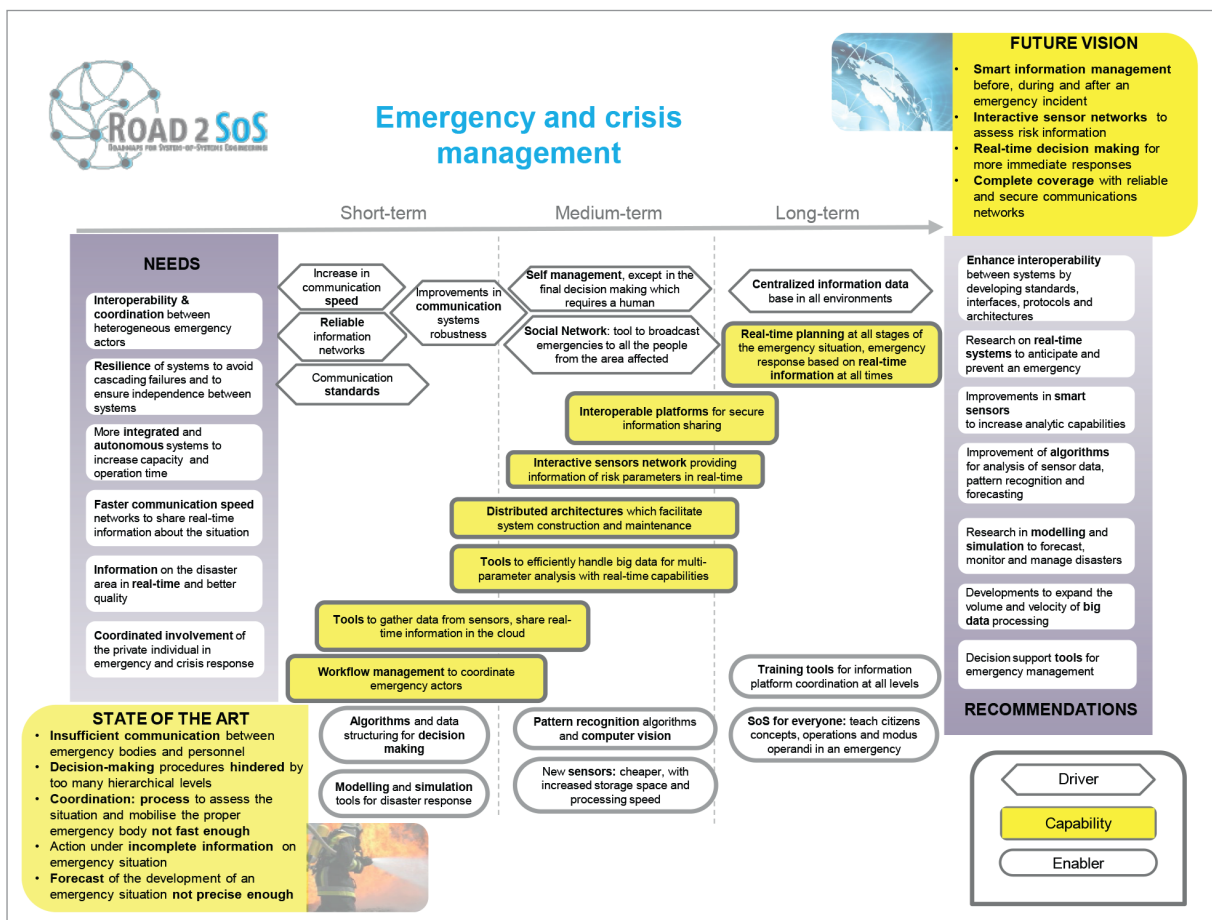 ROAD 2 SOS
ROADMAPS FOR SYSTEM-OF-SYSTEMS ENGINEERING
Emergency and crisis
management
FUTURE VISION
• Smart information management
before, during and after an
emergency incident
• Interactive sensor networks to
assess risk information
• Real-time decision making for
more immediate responses
• Complete coverage with reliable
and secure communications
networks
Short-term
Medium-term
Long-term
NEEDS
Interoperability &
coordination between
heterogeneous emergency
actors
Resilience of systems to avoid
cascading failures and to
ensure independence between
systems
More integrated and
autonomous systems to
increase capacity and
operation time
Faster communication speed
networks to share real-time
information about the situation
Information on the disaster
area in real-time and better
quality
Coordinated involvement of
the private individual in
emergency and crisis response
Increase in
communication
speed
Reliable
information
networks
Communication
standards
Improvements in
communication
systems
robustness
Self management, except in the
final decision making which
requires a human
Social Network: tool to broadcast
emergencies to all the people
from the area affected
Centralized information data
base in all environments
Real-time planning at all stages
of the emergency situation, emergency
response based on real-time
information at all times
Interoperable platforms for secure
information sharing
Interactive sensors network providing
information of risk parameters in real-time
Distributed architectures which facilitate
system construction and maintenance
Tools to efficiently handle big data for multi-
parameter analysis with real-time capabilities
Tools to gather data from sensors, share real-
time information in the cloud
Workflow management to coordinate
emergency actors
Training tools for information
platform coordination at all levels
Algorithms and data
structuring for decision
making
Pattern recognition algorithms
and computer vision
SoS for everyone: teach citizens
concepts, operations and modus
operandi in an emergency
Modelling and simulation
tools for disaster response
New sensors: cheaper, with
increased storage space and
processing speed
Enhance interoperability
between systems by
developing standards,
interfaces, protocols and
architectures
Research on real-time
systems to anticipate and
prevent an emergency
Improvements in smart
sensors
to increase analytic capabilities
Improvement of algorithms
for analysis of sensor data,
pattern recognition and
forecasting
Research in modelling and
simulation to forecast,
monitor and manage disasters
Developments to expand the
volume and velocity of big
data processing
Decision support tools for
emergency management
RECOMMENDATIONS
STATE OF THE ART
• Insufficient communication between
emergency bodies and personnel
• Decision-making procedures hindered by
too many hierarchical levels
• Coordination: process to assess the
situation and mobilise the proper
emergency body not fast enough
• Action under incomplete information on
emergency situation
• Forecast of the development of an
emergency situation not precise enough
Driver
Capability
Enabler